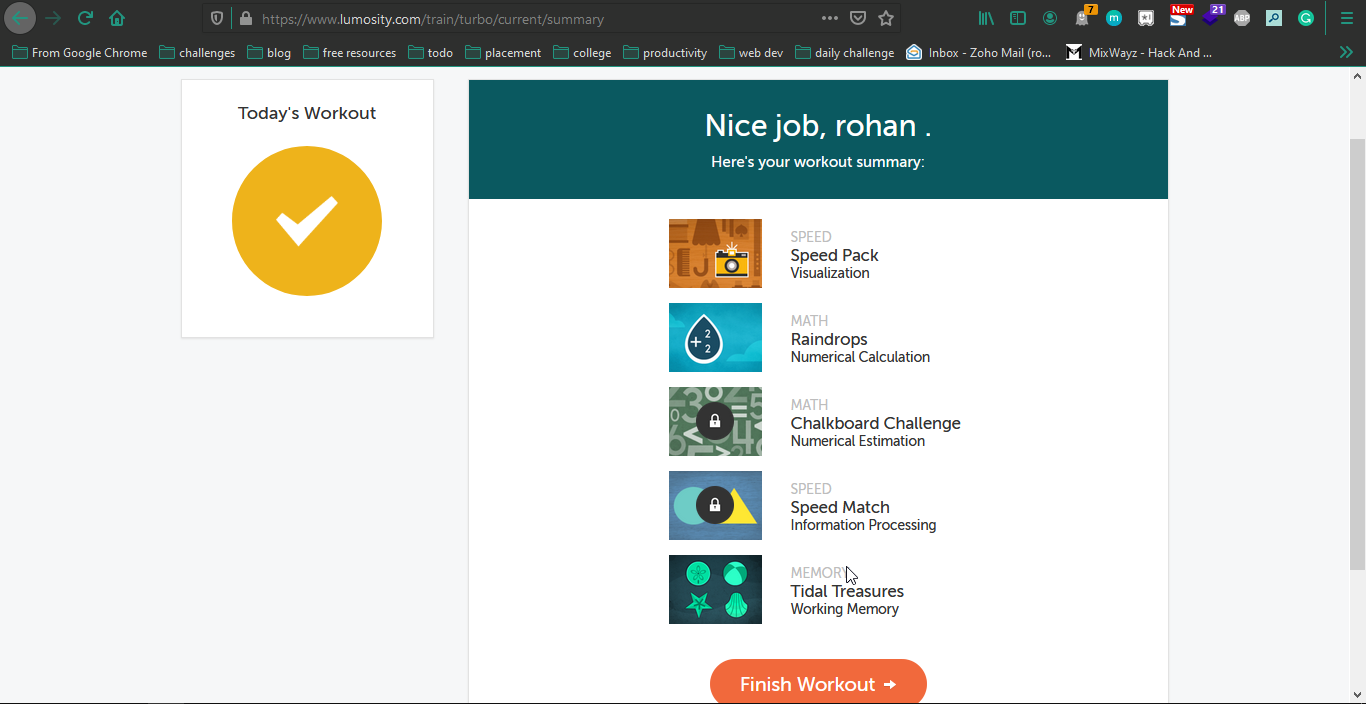 https://www.lumosity.com/train/turbo/current/summary
7
New
21
ABP
From Google Chrome
challenges
blog
free resources
todo
placement
college
productivity
web dev
daily challenge
Inbox - Zoho Mail (ro...
MixWayz - Hack And ...
Today's Workout
Nice job, rohan .
Here's your workout summary:
SPEED
Speed Pack
Visualization
+ 2 2
MATH
Raindrops
Numerical Calculation
MATH
Chalkboard Challenge
Numerical Estimation
SPEED
Speed Match
Information Processing
MEMORY
Tidal Treasures
Working Memory
Finish Workout